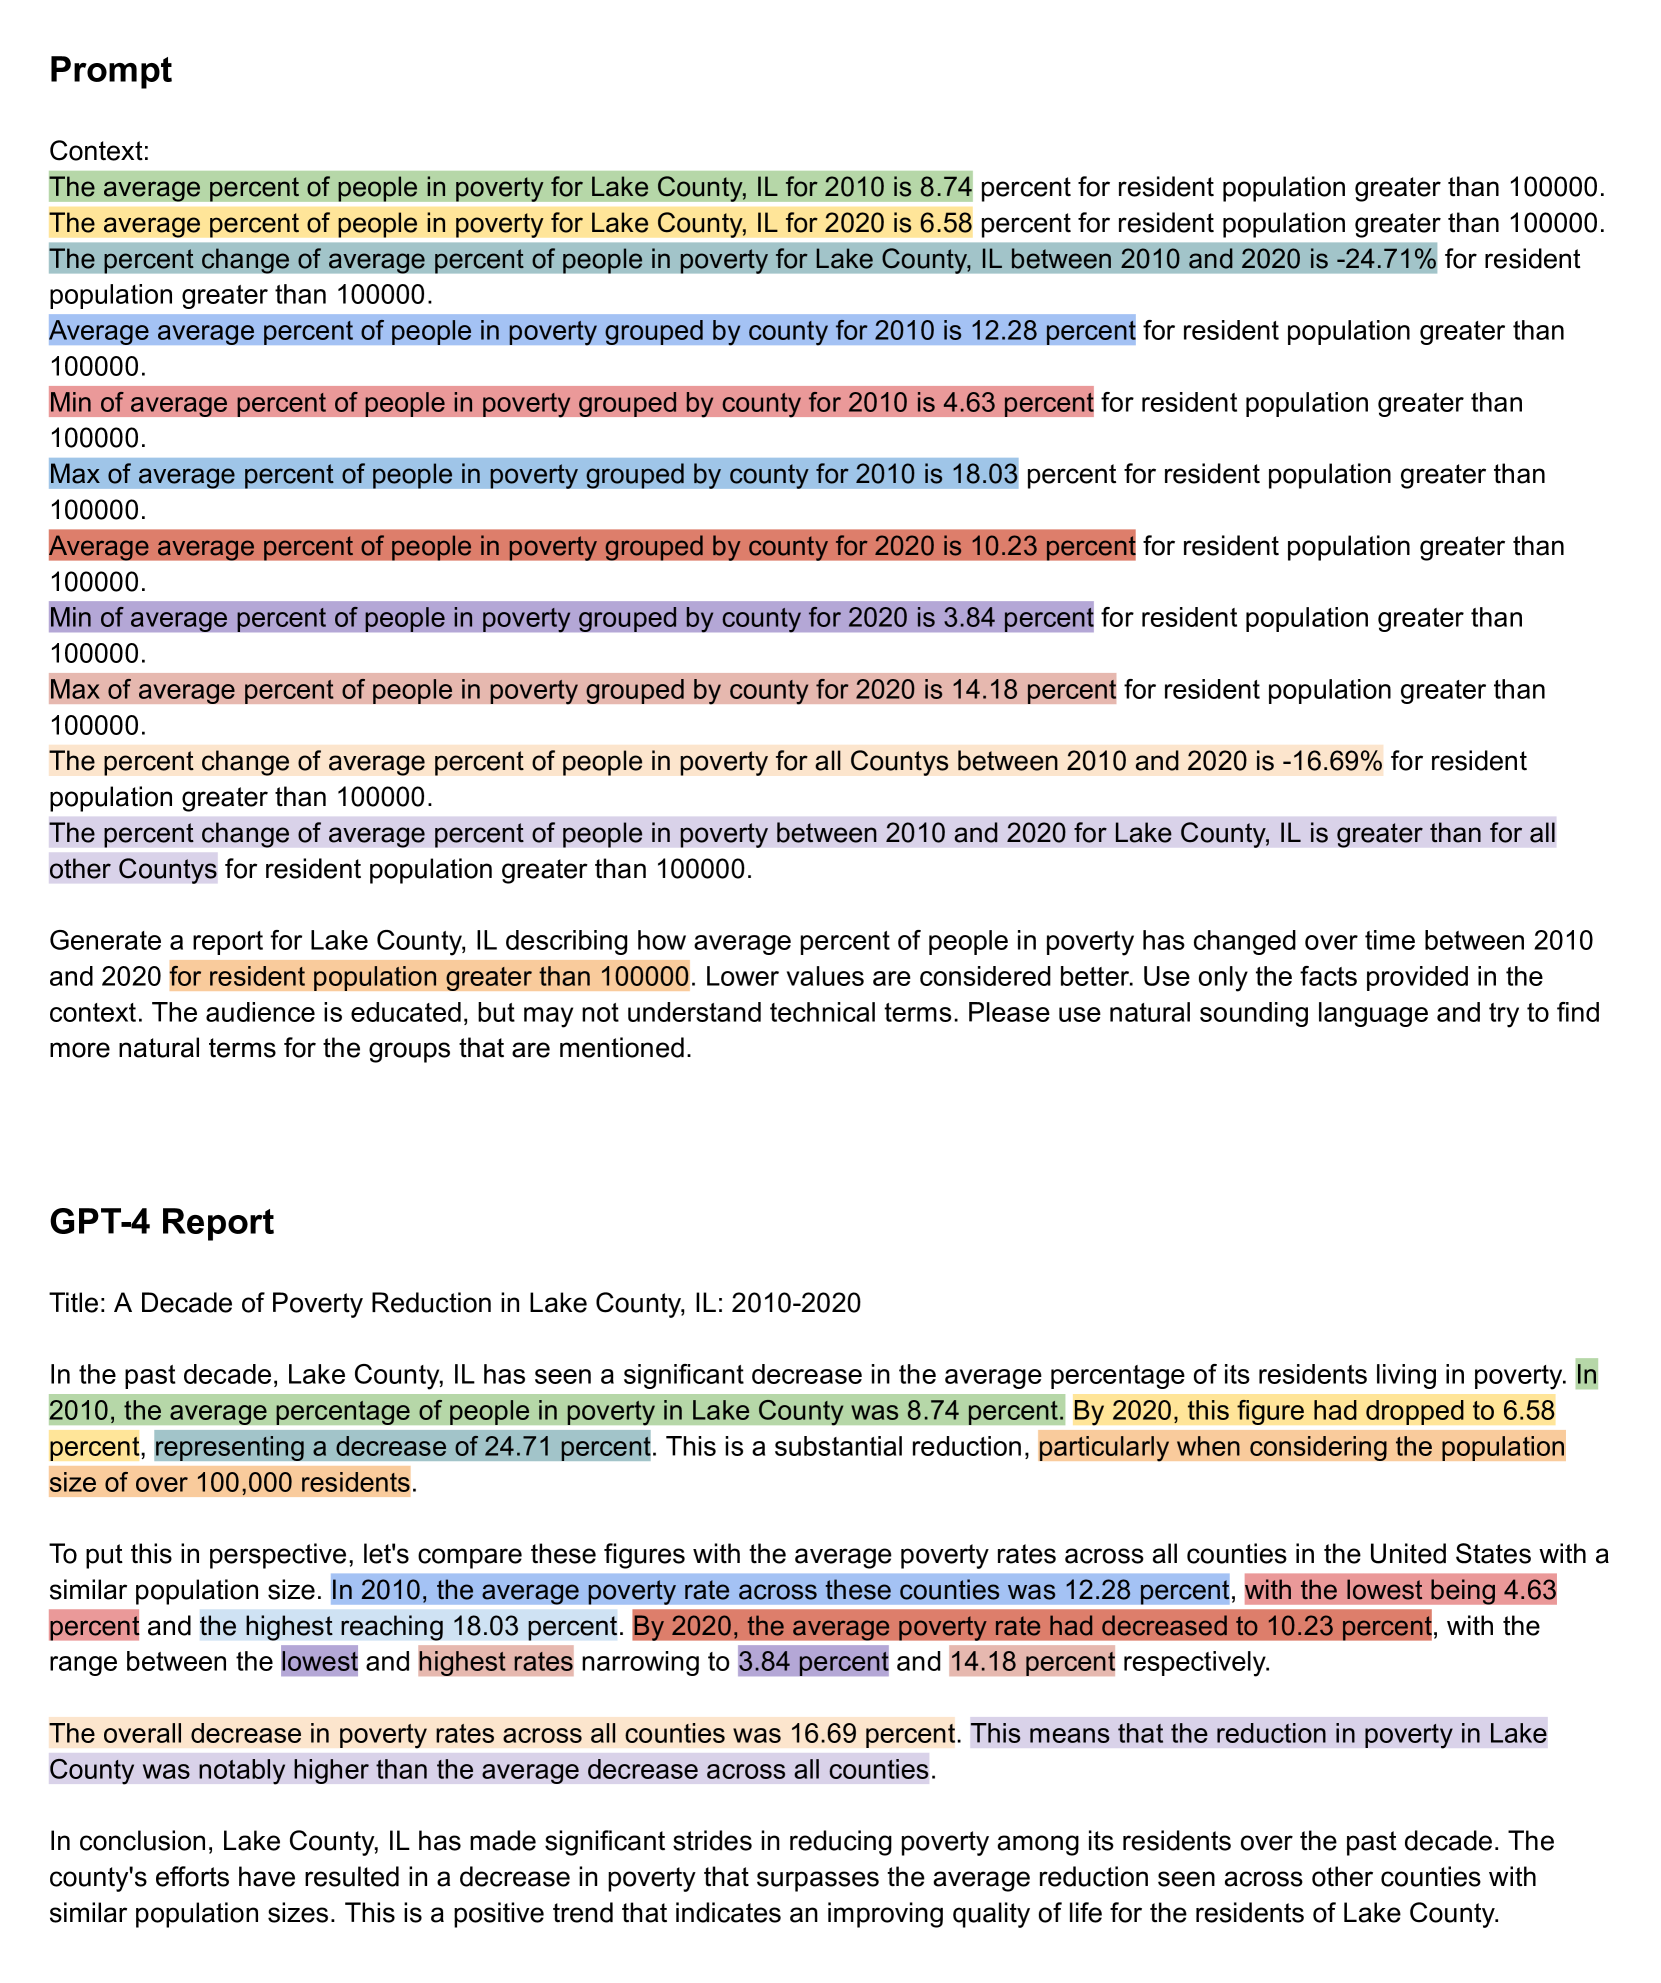 Prompt
Context:
The average percent of people in poverty for Lake County, IL for 2010 is 8.74 percent for resident population greater than 100000.
The average percent of people in poverty for Lake County, IL for 2020 is 6.58 percent for resident population greater than 100000.
The percent change of average percent of people in poverty for Lake County, IL between 2010 and 2020 is -24.71% for resident
population greater than 100000.
Average average percent of people in poverty grouped by county for 2010 is 12.28 percent for resident population greater than
100000.
Min of average percent of people in poverty grouped by county for 2010 is 4.63 percent for resident population greater than
100000.
Max of average percent of people in poverty grouped by county for 2010 is 18.03 percent for resident population greater than
100000.
Average average percent of people in poverty grouped by county for 2020 is 10.23 percent for resident population greater than
100000.
Min of average percent of people in poverty grouped by county for 2020 is 3.84 percent for resident population greater than
100000.
Max of average percent of people in poverty grouped by county for 2020 is 14.18 percent for resident population greater than
100000.
The percent change of average percent of people in poverty for all Countys between 2010 and 2020 is -16.69% for resident
population greater than 100000.
The percent change of average percent of people in poverty between 2010 and 2020 for Lake County, IL is greater than for all
other Countys for resident population greater than 100000.
Generate a report for Lake County, IL describing how average percent of people in poverty has changed over time between 2010
and 2020 for resident population greater than 100000. Lower values are considered better. Use only the facts provided in the
context. The audience is educated, but may not understand technical terms. Please use natural sounding language and try to find
more natural terms for the groups that are mentioned.
GPT-4 Report
Title: A Decade of Poverty Reduction in Lake County, IL: 2010-2020
In the past decade, Lake County, IL has seen a significant decrease in the average percentage of its residents living in poverty. In
2010, the average percentage of people in poverty in Lake County was 8.74 percent. By 2020, this figure had dropped to 6.58
percent, representing a decrease of 24.71 percent. This is a substantial reduction, particularly when considering the population
size of over 100,000 residents.
To put this in perspective, let's compare these figures with the average poverty rates across all counties in the United States with a
similar population size. In 2010, the average poverty rate across these counties was 12.28 percent, with the lowest being 4.63
percent and the highest reaching 18.03 percent. By 2020, the average poverty rate had decreased to 10.23 percent, with the
range between the lowest and highest rates narrowing to 3.84 percent and 14.18 percent respectively.
The overall decrease in poverty rates across all counties was 16.69 percent. This means that the reduction in poverty in Lake
County was notably higher than the average decrease across all counties.
In conclusion, Lake County, IL has made significant strides in reducing poverty among its residents over the past decade. The
county's efforts have resulted in a decrease in poverty that surpasses the average reduction seen across other counties with
similar population sizes. This is a positive trend that indicates an improving quality of life for the residents of Lake County.